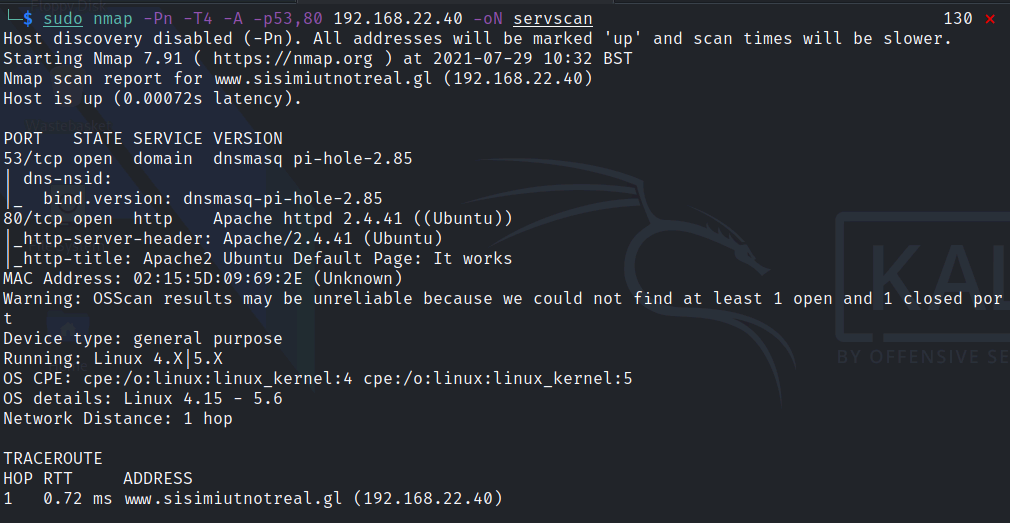 Floppy Disk
└─$ sudo nmap -Pn -T4 -A -p53,80 192.168.22.40 -oN servscan 130 ⨯
Host discovery disabled (-Pn). All addresses will be marked 'up' and scan times will be slower.
Starting Nmap 7.91 ( https://nmap.org ) at 2021-07-29 10:32 BST
Nmap scan report for www.sisimiutnotreal.gl (192.168.22.40)
Host is up (0.00072s latency).
Wastebasket
PORT   STATE SERVICE VERSION
53/tcp open  domain  dnsmasq pi-hole-2.85
| dns-nsid:
|_  bind.version: dnsmasq-pi-hole-2.85
80/tcp open  http    Apache httpd 2.4.41 ((Ubuntu))
|_http-server-header: Apache/2.4.41 (Ubuntu)
|_http-title: Apache2 Ubuntu Default Page: It works
MAC Address: 02:15:5D:09:69:2E (Unknown)
Warning: OSScan results may be unreliable because we could not find at least 1 open and 1 closed por
t
Device type: general purpose
Running: Linux 4.X|5.X
OS CPE: cpe:/o:linux:linux_kernel:4 cpe:/o:linux:linux_kernel:5
OS details: Linux 4.15 - 5.6
Network Distance: 1 hop
KAL
BY OFFENSIVE SE
TRACEROUTE
HOP RTT     ADDRESS
1   0.72 ms www.sisimiutnotreal.gl (192.168.22.40)